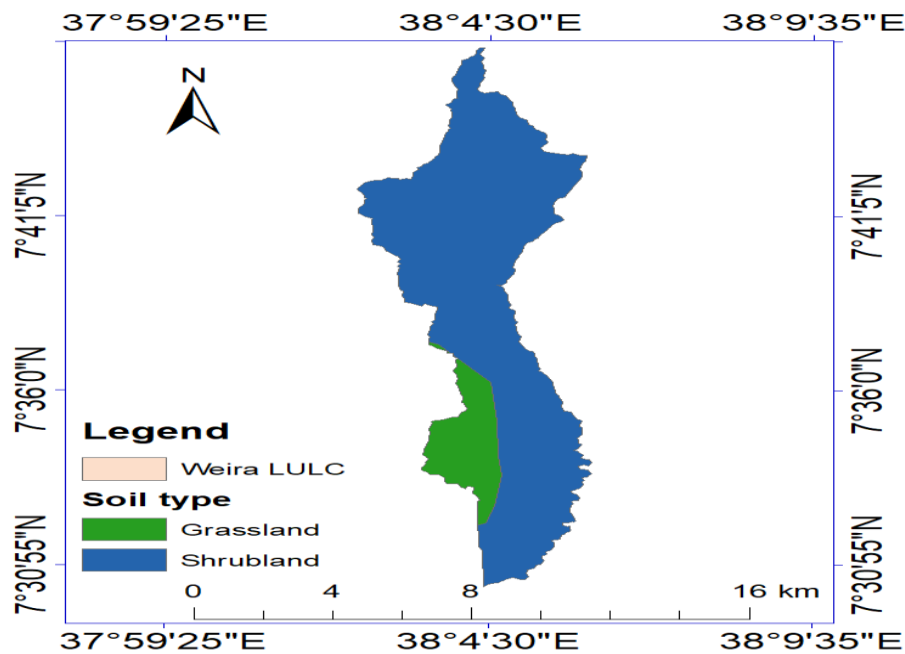 37°59'25"E 38°4'30"E 38°9'35"E
N
7°41'5"N 7°41'5"N
7°36'0"N 7°36'0"N
Legend
Weira LULC
Soil type
Grassland
Shrubland
7°30'55"N 7°30'55"N
0 4 8 16 km
37°59'25"E 38°4'30"E 38°9'35"E